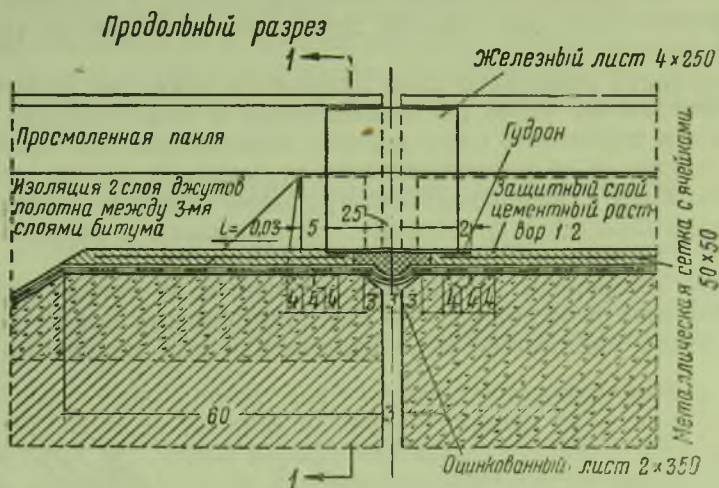 Продольный разрез
1
Железный лист 4×250
Просмоленная пакля
Гудрон
Изоляция 2 слоя джутов
полотна между 3-мя
слоями битума
Защитный слой
цементный раст-
вор 1:2
i= 0,03
5
25
2
Металлическая сетка с ячейками
50×50
4 4 4 3 3 3 4 4 4
60
3
Оцинкованный лист 2×350
1